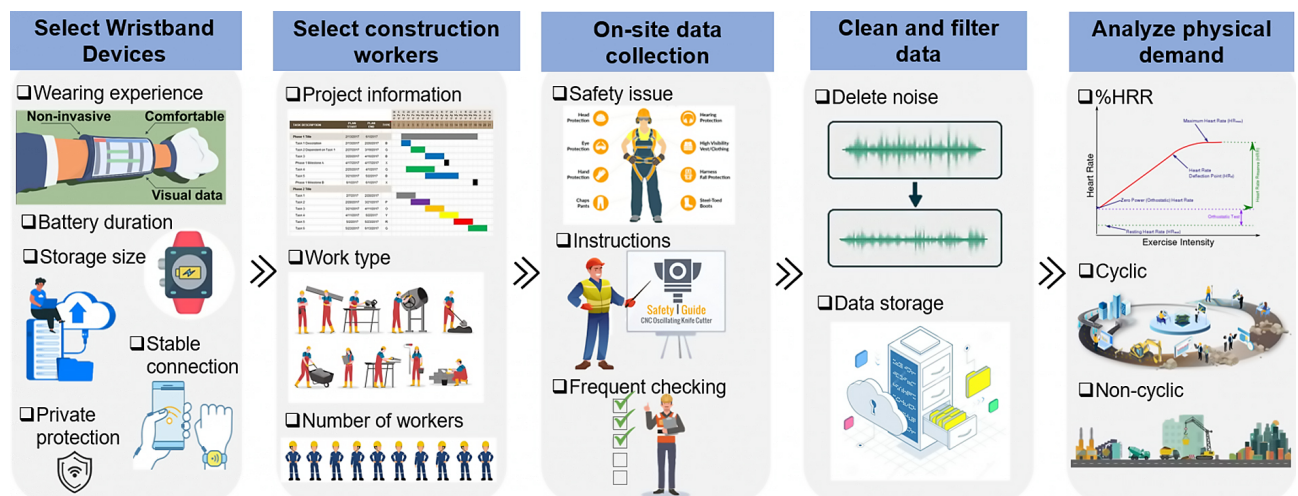 Select Wristband
Devices
❑Wearing experience
Non-invasive
Comfortable
Visual data
❑Battery duration
❑Storage size
❑Stable
connection
❑Private
protection
Select construction
workers
❑Project information
❑Work type
❑Number of workers
On-site data
collection
❑Safety issue
Head
Protection
Eye
Protection
Hand
Protection
Chaps
Pants
Hearing
Protection
High Visibility
Vest/Clothing
Harness
Fall Protection
Steel-Toed
Boots
❑Instructions
Safety Guide
CNC Oscillating Knife Cutter
❑Frequent checking
Clean and filter
data
❑Delete noise
❑Data storage
Analyze physical
demand
❑%HRR
Heart Rate
Maximum Heart Rate
Heart Rate
Deflection Point
Zero Power (Orthostatic) Heart Rate
Orthostatic Test
Resting Heart Rate
Exercise Intensity
❑Cyclic
❑Non-cyclic